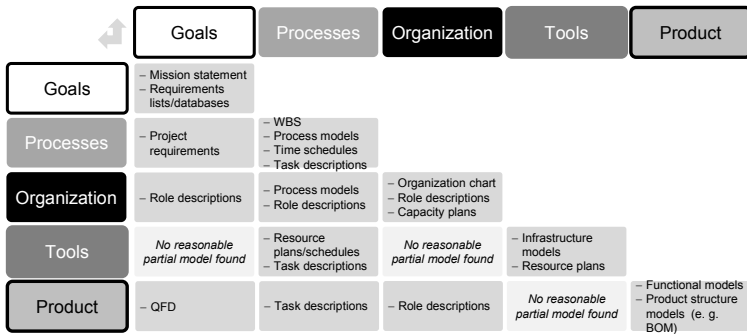 Goals Processes Organization Tools Product
Goals
– Mission statement
– Requirements
lists/databases
Processes
– Project
requirements
– WBS
– Process models
– Time schedules
– Task descriptions
Organization
– Role descriptions
– Process models
– Role descriptions
– Organization chart
– Role descriptions
– Capacity plans
Tools
No reasonable
partial model found
– Resource
plans/schedules
– Task descriptions
No reasonable
partial model found
– Infrastructure
models
– Resource plans
Product
– QFD
– Task descriptions
– Role descriptions
No reasonable
partial model found
– Functional models
– Product structure
models (e. g.
BOM)